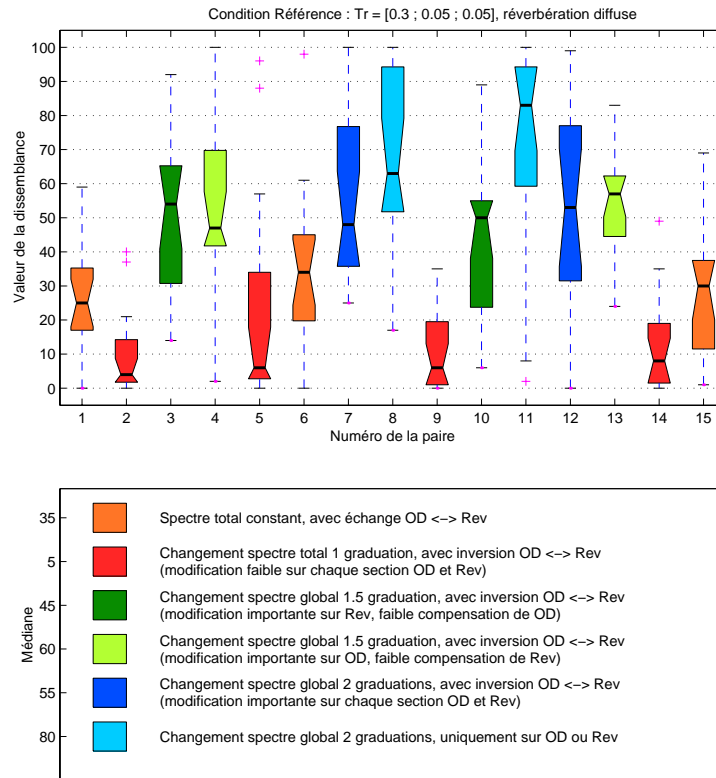 Condition Référence : Tr = [0.3 ; 0.05 ; 0.05], réverbération diffuse
100
90
80
70
60
50
40
30
20
10
0
Valeur de la dissemblance
1 2 3 4 5 6 7 8 9 10 11 12 13 14 15
Numéro de la paire
Médiane
35 Spectre total constant, avec échange OD <-> Rev
5 Changement spectre total 1 graduation, avec inversion OD <-> Rev
(modification faible sur chaque section OD et Rev)
45 Changement spectre global 1.5 graduation, avec inversion OD <-> Rev
(modification importante sur Rev, faible compensation de OD)
60 Changement spectre global 1.5 graduation, avec inversion OD <-> Rev
(modification importante sur OD, faible compensation de Rev)
55 Changement spectre global 2 graduations, avec inversion OD <-> Rev
(modification importante sur chaque section OD et Rev)
80 Changement spectre global 2 graduations, uniquement sur OD ou Rev